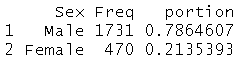 Sex Freq portion
1 Male 1731 0.7864607
2 Female 470 0.2135393